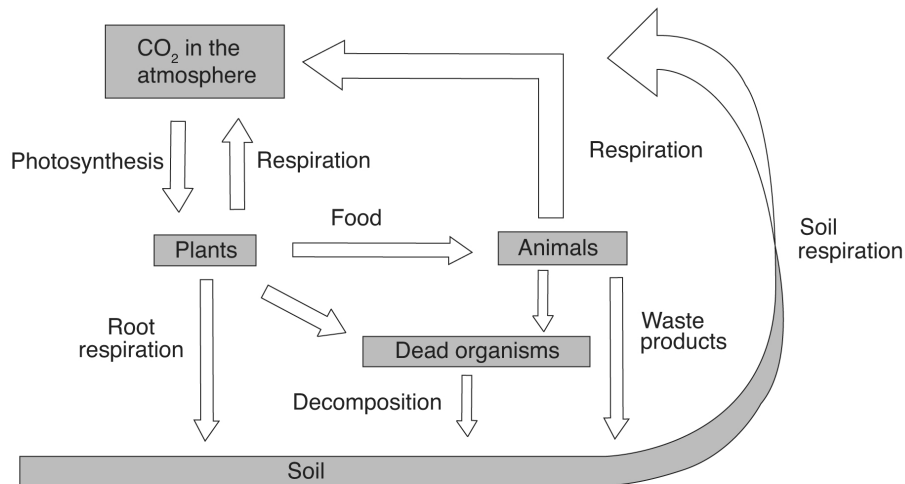 CO₂ in the
atmosphere
Photosynthesis
Respiration
Respiration
Food
Soil
respiration
Plants
Animals
Root
respiration
Waste
products
Dead organisms
Decomposition
Soil